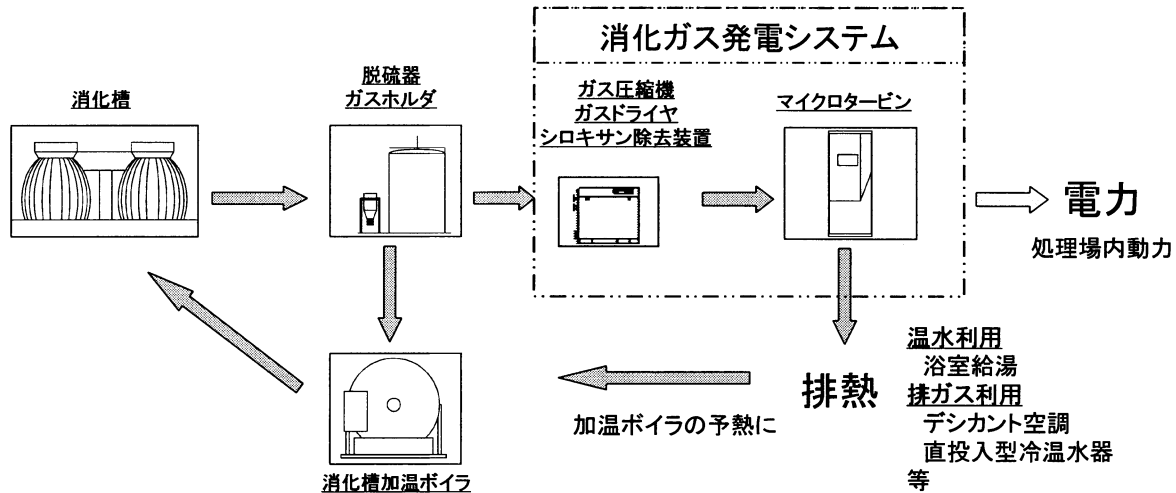 消化ガス発電システム
消化槽
脱硫器
ガスホルダ
ガス圧縮機
ガスドライヤ
シロキサン除去装置
マイクロタービン
電力
処理場内動力
排熱
温水利用
浴室給湯
排ガス利用
デシカント空調
直投入型冷温水器
等
加温ボイラの予熱に
消化槽加温ボイラ